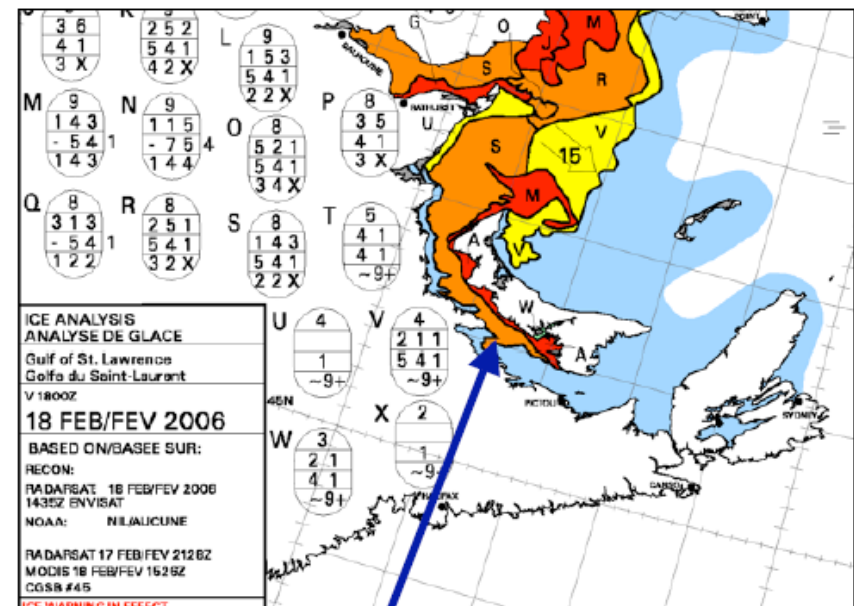 3 6
4 1
3 X
K
2 5 2
5 4 1
4 2 X
L
9
1 5 3
5 4 1
2 2 X
G
O
M
S
R
DALHOUSIE
BATHURST
POINT
M
9
1 4 3
- 5 4 1
1 4 3
N
9
1 1 5
- 7 5 4
1 4 4
O
8
5 2 1
5 4 1
3 4 X
P
8
3 5
4 1
3 X
U
S
V
15
M
Q
8
3 1 3
- 5 4 1
1 2 2
R
8
2 5 1
5 4 1
3 2 X
S
8
1 4 3
5 4 1
2 2 X
T
5
4 1
4 1
~9+
A
V
W
A
ICE ANALYSIS
ANALYSE DE GLACE
Gulf of St. Lawrence
Golfe du Saint-Laurent
V 1800Z
18 FEB/FEV 2006
BASED ON/BASEE SUR:
RECON:
RADARSAT 18 FEB/FEV 2006
1435Z ENVISAT
NOAA: NIL/AUCUNE
RADARSAT 17 FEB/FEV 2126Z
MODIS 18 FEB/FEV 1526Z
CGSB #45
ICE WARNING IN EFFECT
U
4
1
~9+
V
4
2 1 1
5 4 1
~9+
45N
W
3
2 1
4 1
~9+
X
2
1
~9+
PICTOU
SYDNEY
CANSO
HALIFAX